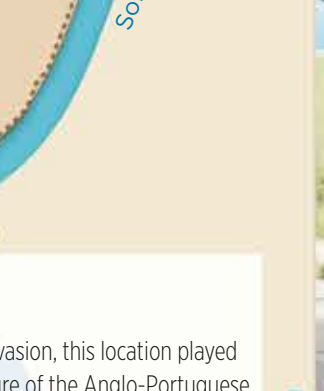 So
vasion, this location played
ure of the Anglo-Portuguese